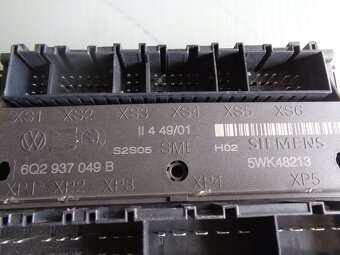 XS1 XS2 XS3 XS4 XS5 XS6
II 4 49/01
S2S05 SME H02 SIEMENS
6Q2 937 049 B 5WK48213
XP1 XP2 XP3 XP4 XP5